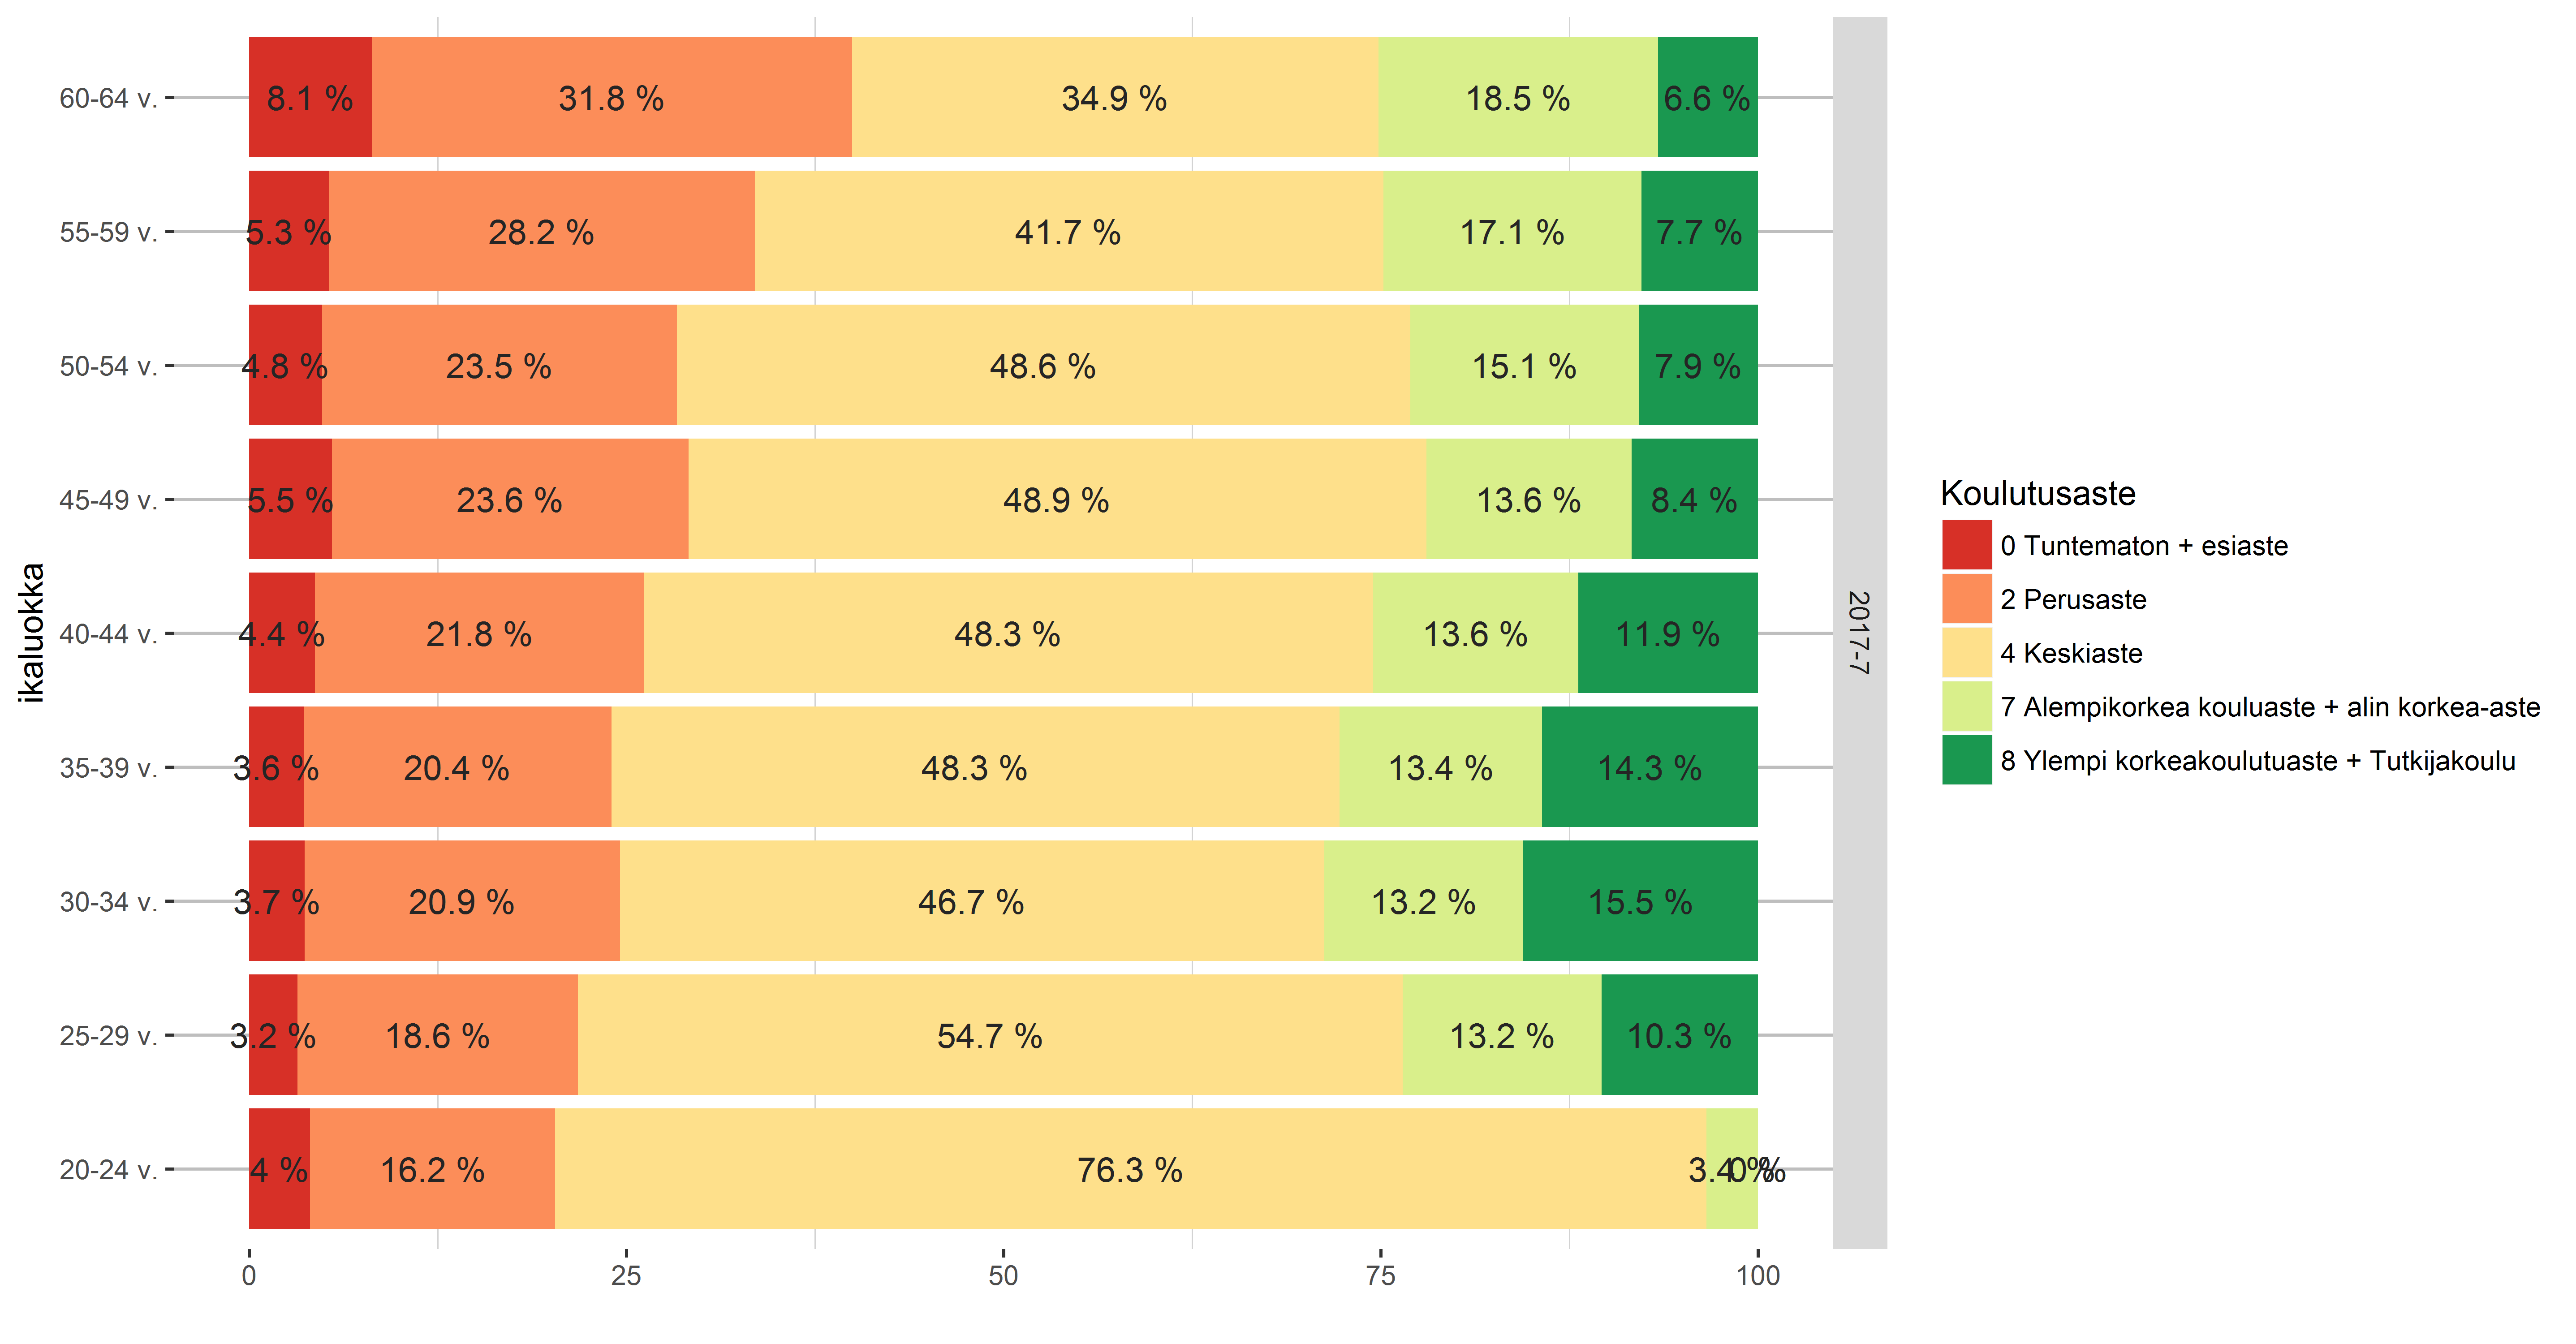 60-64 v. 8.1 % 31.8 % 34.9 % 18.5 % 6.6 %
55-59 v. 5.3 % 28.2 % 41.7 % 17.1 % 7.7 %
50-54 v. 4.8 % 23.5 % 48.6 % 15.1 % 7.9 %
45-49 v. 5.5 % 23.6 % 48.9 % 13.6 % 8.4 %
40-44 v. 4.4 % 21.8 % 48.3 % 13.6 % 11.9 %
35-39 v. 3.6 % 20.4 % 48.3 % 13.4 % 14.3 %
30-34 v. 3.7 % 20.9 % 46.7 % 13.2 % 15.5 %
25-29 v. 3.2 % 18.6 % 54.7 % 13.2 % 10.3 %
20-24 v. 4 % 16.2 % 76.3 % 3.4 % 0 %
0 25 50 75 100
ikaluokka
2017-7
Koulutusaste
0 Tuntematon + esiaste
2 Perusaste
4 Keskiaste
7 Alempikorkea kouluaste + alin korkea-aste
8 Ylempi korkeakoulutuaste + Tutkijakoulu